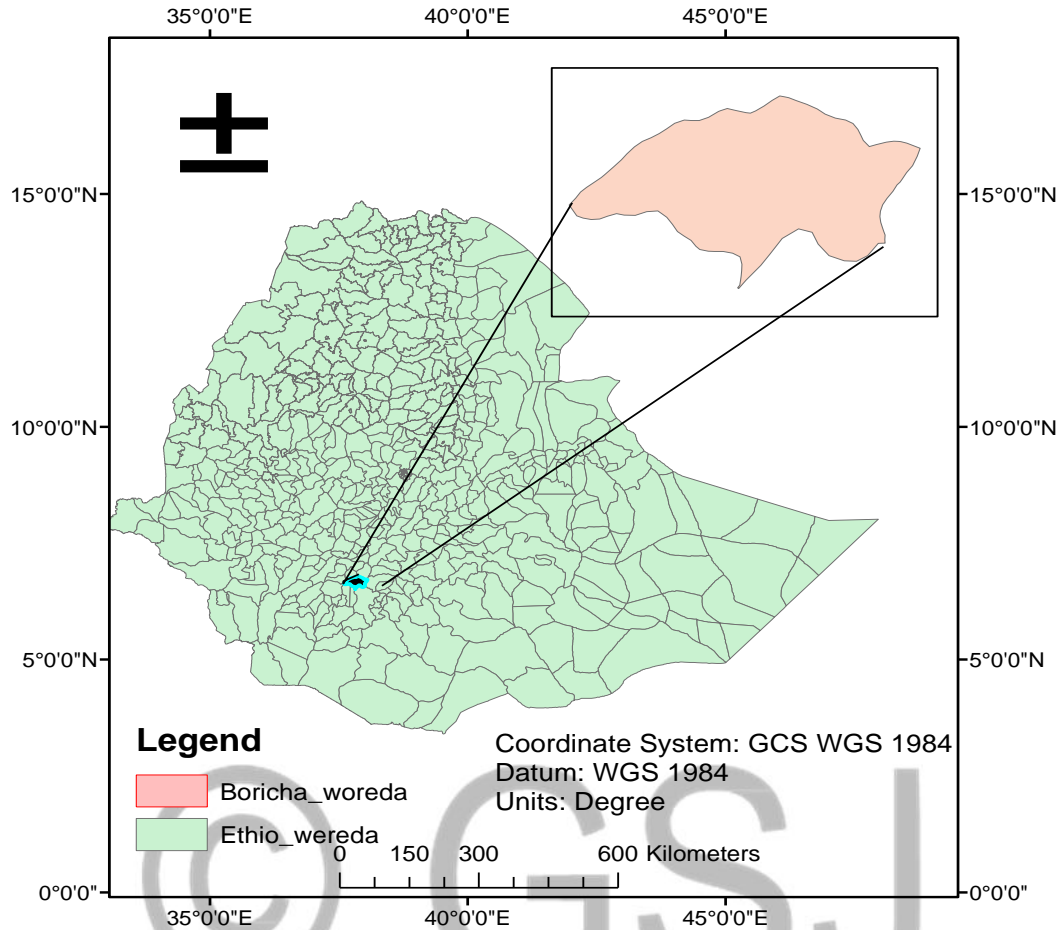 35°0'0"E 40°0'0"E 45°0'0"E
15°0'0"N 15°0'0"N
10°0'0"N 10°0'0"N
5°0'0"N 5°0'0"N
Legend
Boricha_woreda
Ethio_wereda
Coordinate System: GCS WGS 1984
Datum: WGS 1984
Units: Degree
0 150 300 600 Kilometers
0°0'0" 0°0'0"
35°0'0"E 40°0'0"E 45°0'0"E
© GSJ